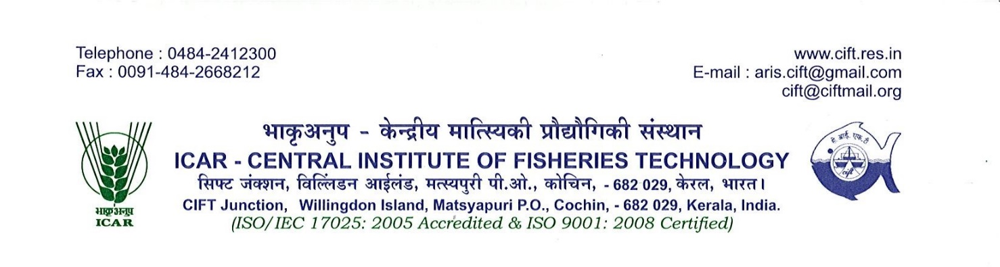 Telephone : 0484-2412300
Fax : 0091-484-2668212
www.cift.res.in
E-mail : aris.cift@gmail.com
cift@ciftmail.org
भाकृअनुप - केन्द्रीय मात्स्यिकी प्रौद्यौगिकी संस्थान
ICAR - CENTRAL INSTITUTE OF FISHERIES TECHNOLOGY
सिफ्ट जंक्शन, विल्लिंडन आईलंड, मत्स्यपुरी पी.ओ., कोचिन, - 682 029, केरल, भारत।
CIFT Junction, Willingdon Island, Matsyapuri P.O., Cochin, - 682 029, Kerala, India.
(ISO/IEC 17025: 2005 Accredited & ISO 9001: 2008 Certified)
भाकृअनुप
ICAR
आई. एफ. टी
cift